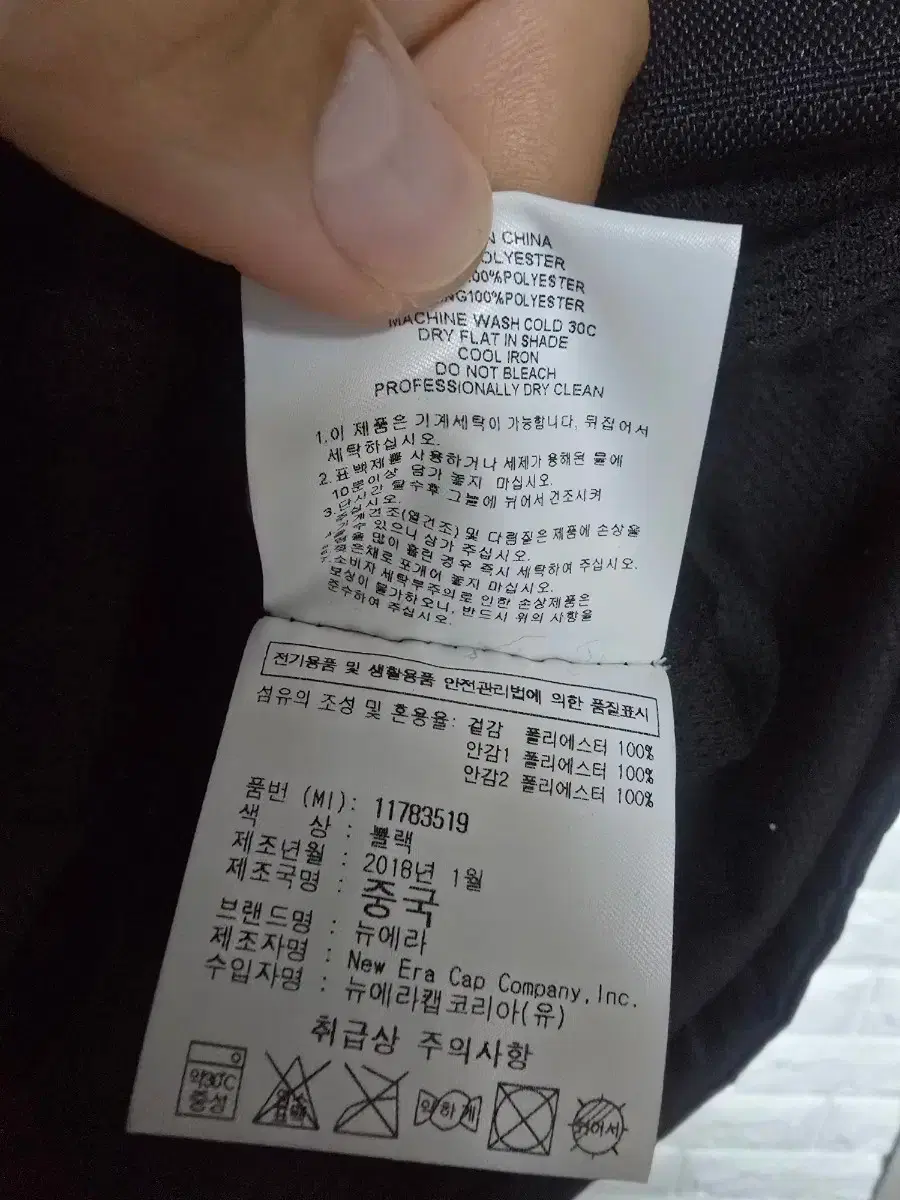 N CHINA
OLYESTER
00%POLYESTER
NG100%POLYESTER
MACHINE WASH COLD 30C
DRY FLAT IN SHADE
COOL IRON
DO NOT BLEACH
PROFESSIONALLY DRY CLEAN
1.이 제품은 기계세탁이 가능합니다, 뒤집어서
세탁하십시오.
2.표백제를 사용하거나 세제가 용해된 물에
10분이상 담가 놓지 마십시오.
3.단시간 탈수후 그늘에 뉘어서 건조시켜
주십시오.
기계건조(열건조) 및 다림질은 제품에 손상을
수 있으니 삼가 주십시오.
많이 흘린 경우 즉시 세탁하여 주십시오.
은채로 포개어 놓지 마십시오.
소비자 세탁부주의로 인한 손상제품은
보상이 불가하오니, 반드시 위의 사항을
준수하여 주십시오.
전기용품 및 생활용품 안전관리법에 의한 품질표시
섬유의 조성 및 혼용율: 겉감 폴리에스터 100%
안감1 폴리에스터 100%
안감2 폴리에스터 100%
품번 (MI): 11783519
색 상 : 블랙
제조년월 : 2018년 1월
제조국명 : 중국
브랜드명 : 뉴에라
제조자명 : New Era Cap Company,Inc.
수입자명 : 뉴에라캡코리아(유)
취급상 주의사항
약30℃ 중성
염소 표백
약하게
뉘어서